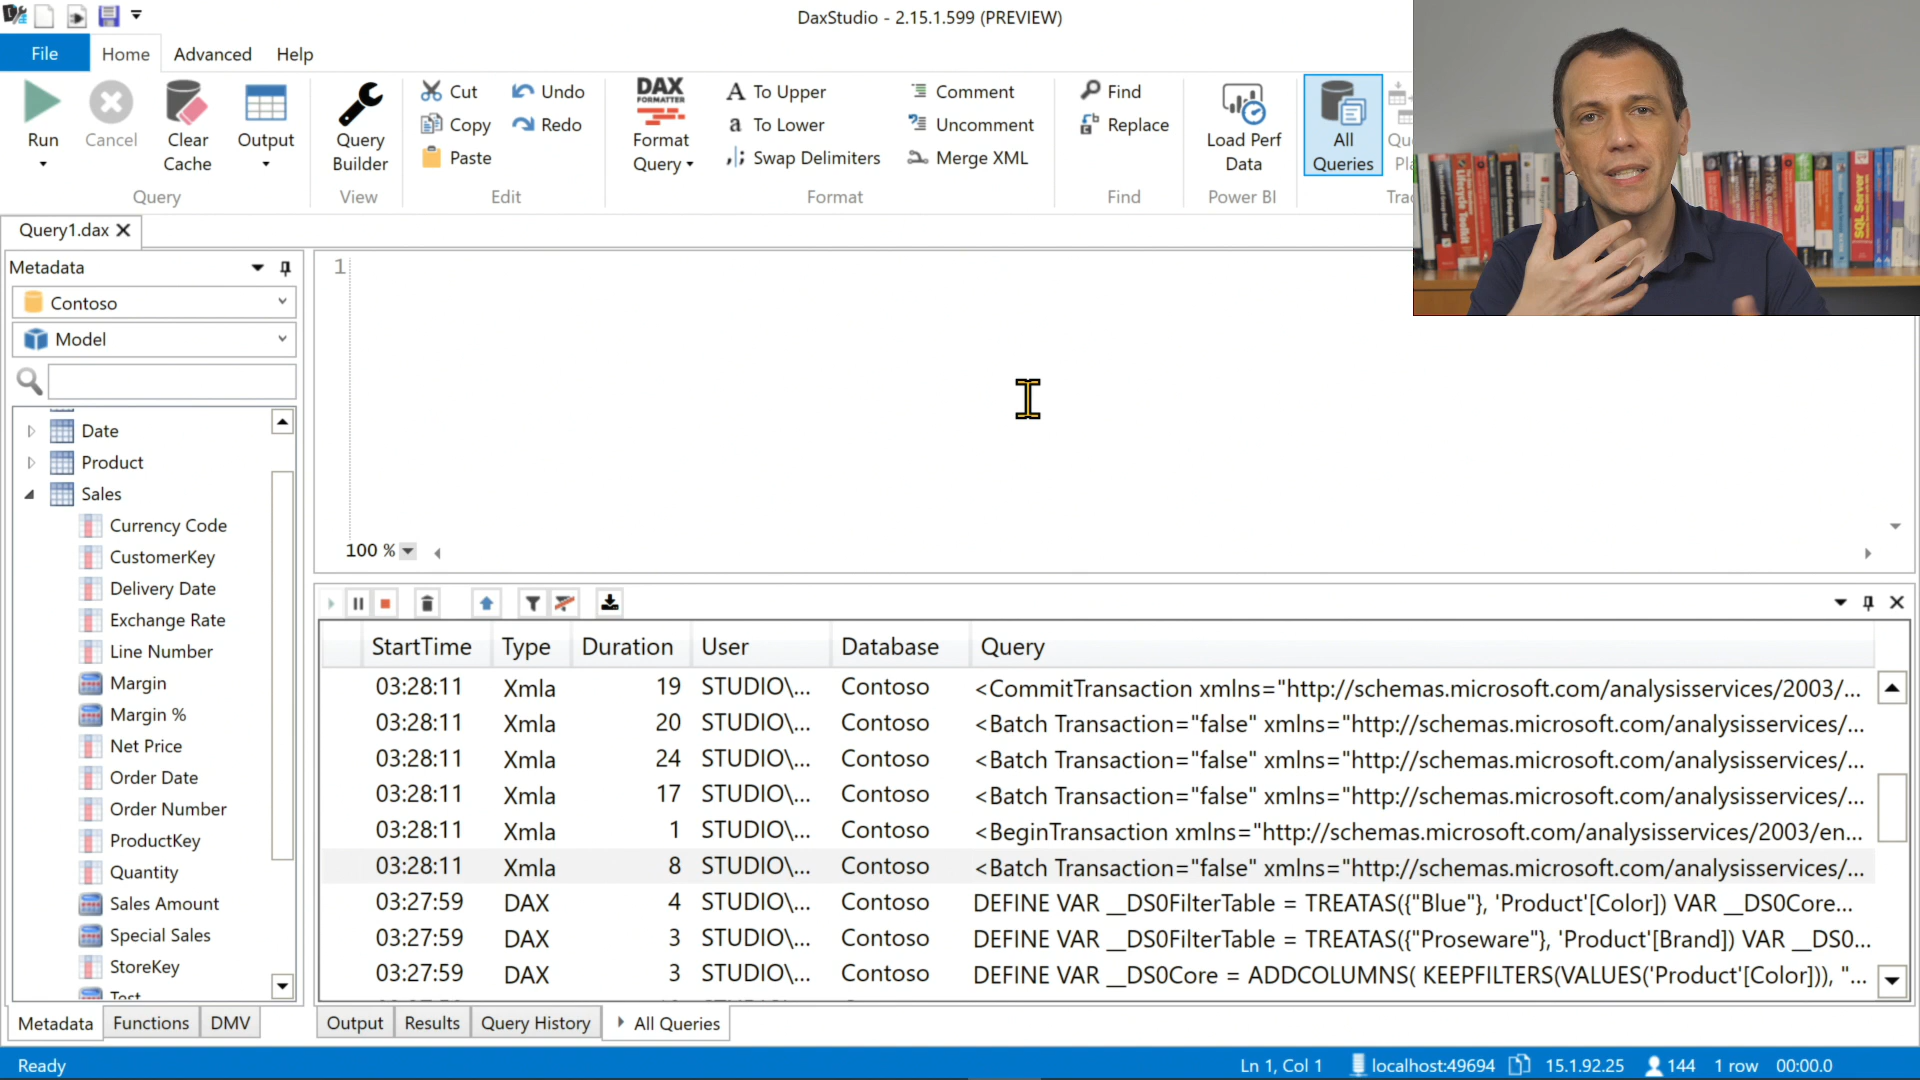 DaxStudio - 2.15.1.599 (PREVIEW)
File Home Advanced Help
Run
Cancel
Clear Cache
Output
Query
Query Builder
View
Cut
Copy
Paste
Undo
Redo
Edit
DAX FORMATTER
Format Query
To Upper
To Lower
Swap Delimiters
Comment
Uncomment
Merge XML
Format
Find
Replace
Find
Load Perf Data
Power BI
All Queries
SQL Server
Query1.dax
Metadata
Contoso
Model
Date
Product
Sales
Currency Code
CustomerKey
Delivery Date
Exchange Rate
Line Number
Margin
Margin %
Net Price
Order Date
Order Number
ProductKey
Quantity
Sales Amount
Special Sales
StoreKey
Test
Metadata Functions DMV
1
100 %
StartTime Type Duration User Database Query
03:28:11 Xmla 19 STUDIO\... Contoso <CommitTransaction xmlns="http://schemas.microsoft.com/analysisservices/2003/...
03:28:11 Xmla 20 STUDIO\... Contoso <Batch Transaction="false" xmlns="http://schemas.microsoft.com/analysisservices/...
03:28:11 Xmla 24 STUDIO\... Contoso <Batch Transaction="false" xmlns="http://schemas.microsoft.com/analysisservices/...
03:28:11 Xmla 17 STUDIO\... Contoso <Batch Transaction="false" xmlns="http://schemas.microsoft.com/analysisservices/...
03:28:11 Xmla 1 STUDIO\... Contoso <BeginTransaction xmlns="http://schemas.microsoft.com/analysisservices/2003/en...
03:28:11 Xmla 8 STUDIO\... Contoso <Batch Transaction="false" xmlns="http://schemas.microsoft.com/analysisservices/...
03:27:59 DAX 4 STUDIO\... Contoso DEFINE VAR __DS0FilterTable = TREATAS({"Blue"}, 'Product'[Color]) VAR __DS0Core...
03:27:59 DAX 3 STUDIO\... Contoso DEFINE VAR __DS0FilterTable = TREATAS({"Proseware"}, 'Product'[Brand]) VAR __DS0...
03:27:59 DAX 3 STUDIO\... Contoso DEFINE VAR __DS0Core = ADDCOLUMNS( KEEPFILTERS(VALUES('Product'[Color])), "...
Output Results Query History All Queries
Ready Ln 1, Col 1 localhost:49694 15.1.92.25 144 1 row 00:00.0